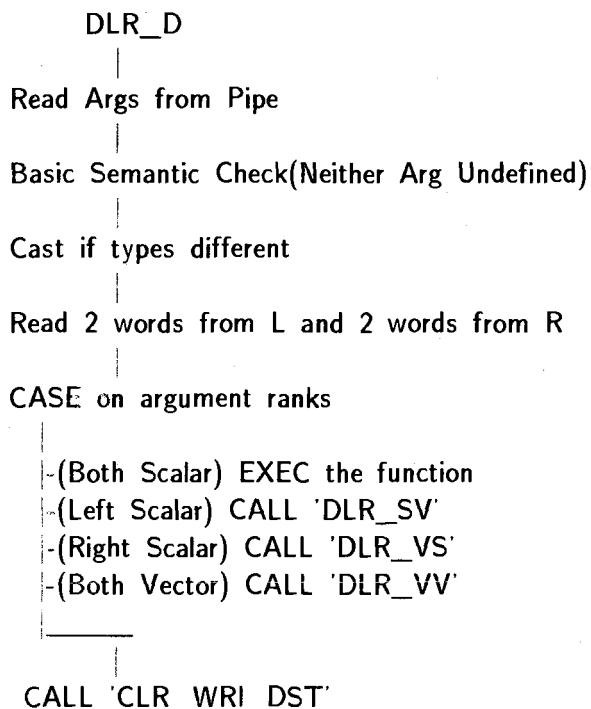 DLR_D
Read Args from Pipe
Basic Semantic Check(Neither Arg Undefined)
Cast if types different
Read 2 words from L and 2 words from R
CASE on argument ranks
-(Both Scalar) EXEC the function
-(Left Scalar) CALL 'DLR_SV'
-(Right Scalar) CALL 'DLR_VS'
-(Both Vector) CALL 'DLR_VV'
CALL 'CLR WRI DST'